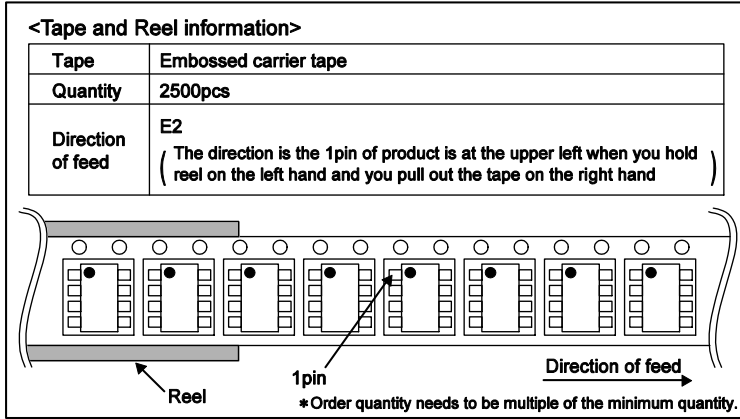 <Tape and Reel information>
Tape Embossed carrier tape
Quantity 2500pcs
Direction of feed E2
( The direction is the 1pin of product is at the upper left when you hold
reel on the left hand and you pull out the tape on the right hand )
Direction of feed
1pin
Reel
*Order quantity needs to be multiple of the minimum quantity.